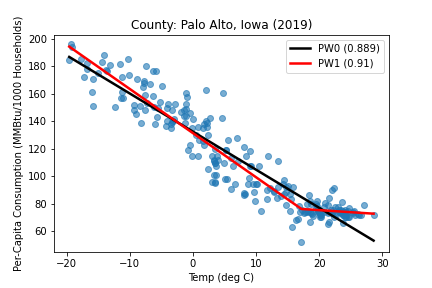 County: Palo Alto, Iowa (2019)
Per-Capita Consumption (MMBtu/1000 Households)
200
180
160
140
120
100
80
60
PW0 (0.889)
PW1 (0.91)
−20
−10
0
10
20
30
Temp (deg C)